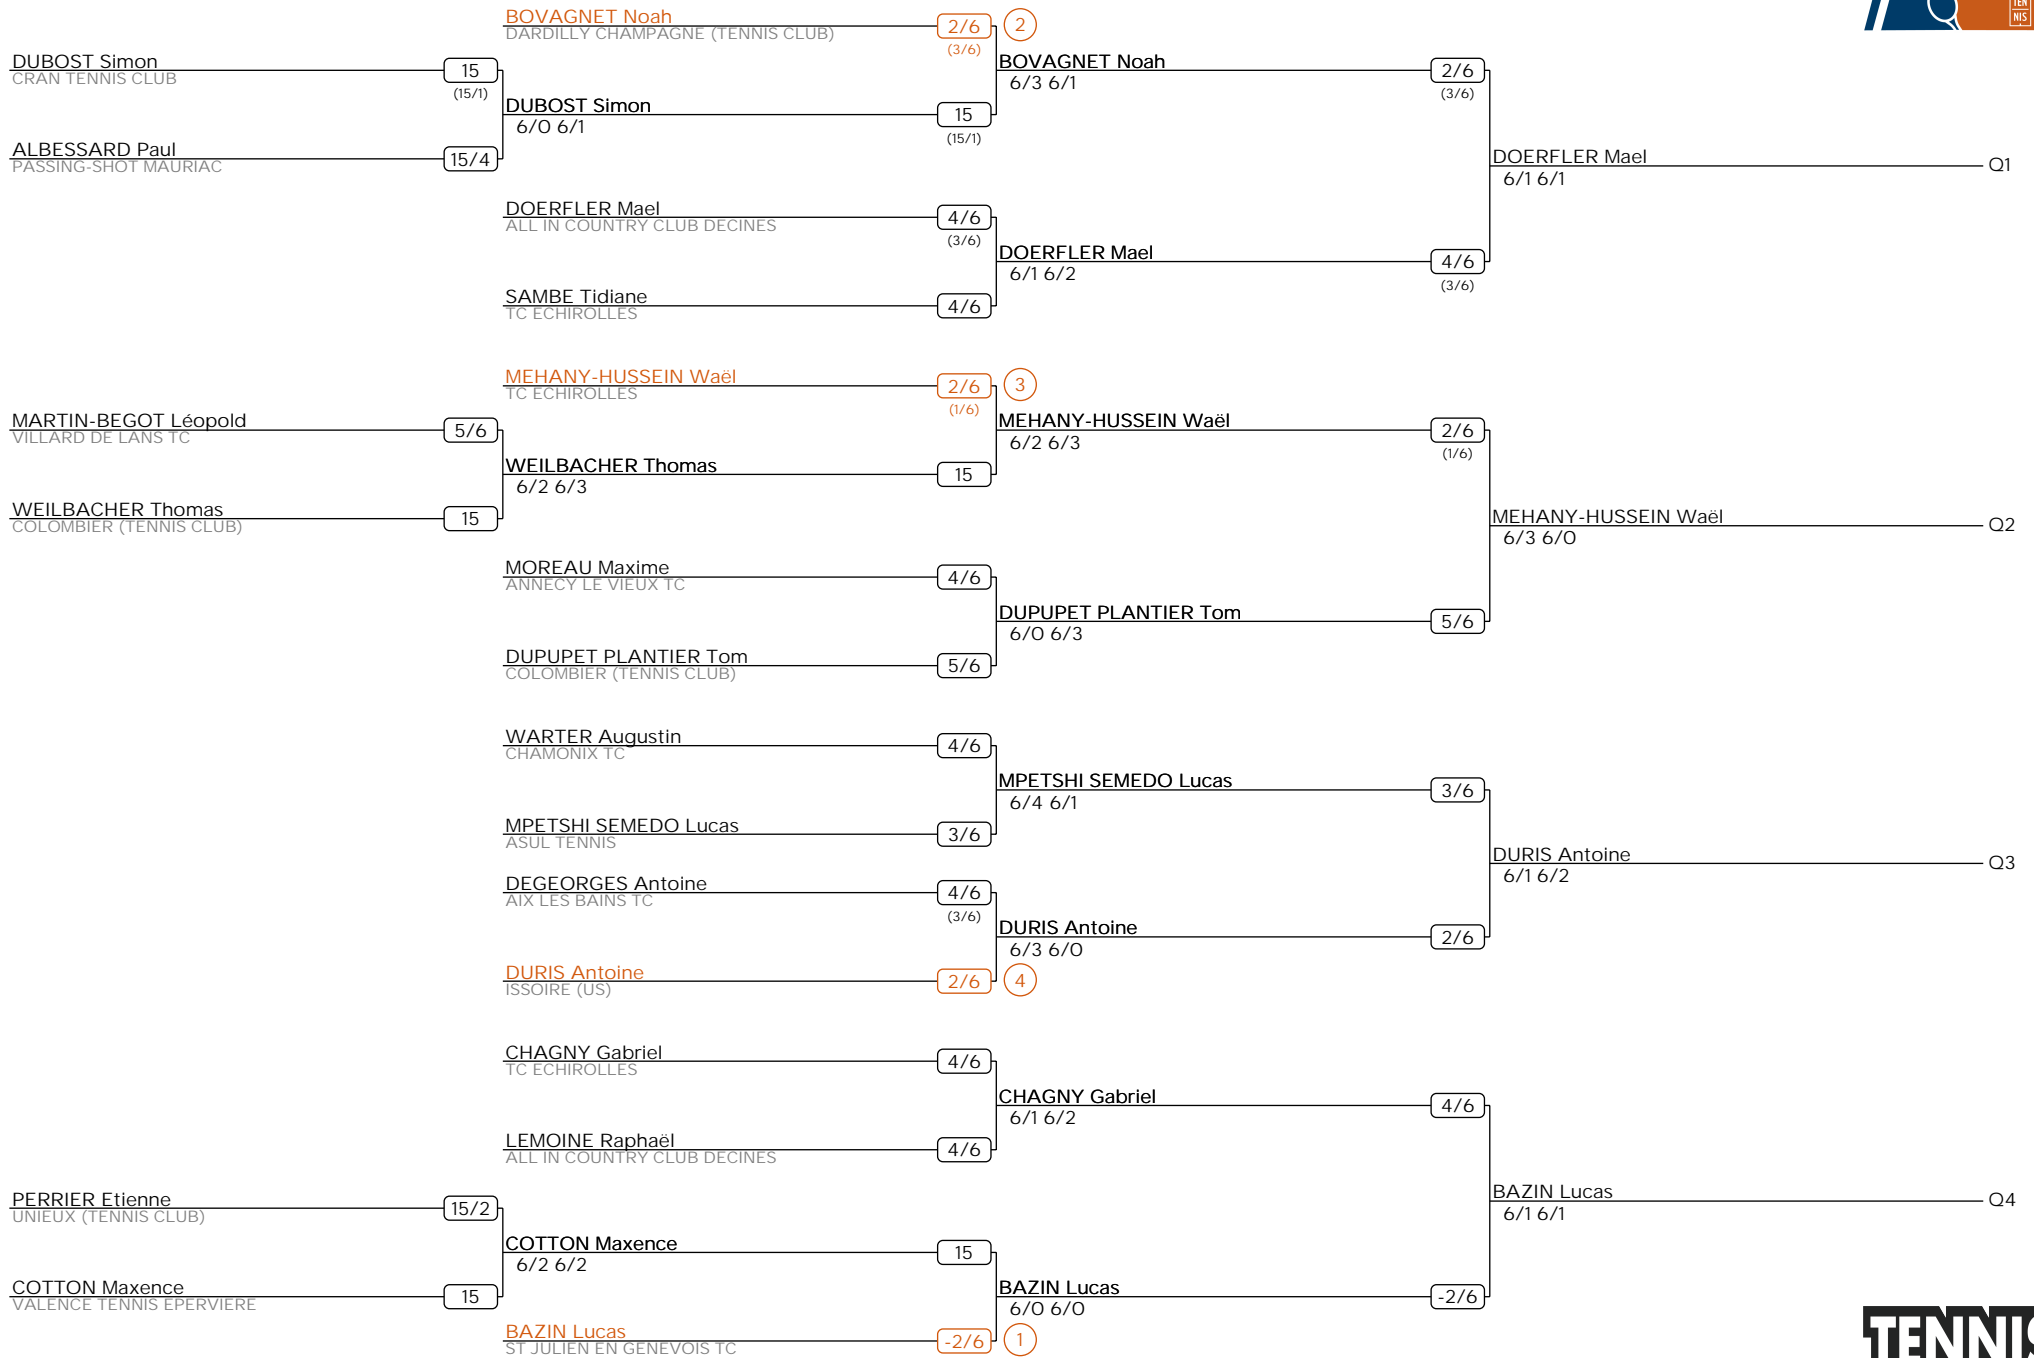 BOVAGNET Noah
DARDILLY CHAMPAGNE (TENNIS CLUB)
2/6
(3/6)
2
TEN
NIS
DUBOST Simon
CRAN TENNIS CLUB
15
(15/1)
BOVAGNET Noah
6/3 6/1
2/6
(3/6)
DUBOST Simon
6/0 6/1
15
(15/1)
ALBESSARD Paul
PASSING-SHOT MAURIAC
15/4
DOERFLER Mael
6/1 6/1
Q1
DOERFLER Mael
ALL IN COUNTRY CLUB DECINES
4/6
(3/6)
DOERFLER Mael
6/1 6/2
4/6
(3/6)
SAMBE Tidiane
TC ECHIROLLES
4/6
MEHANY-HUSSEIN Waël
TC ECHIROLLES
2/6
(1/6)
3
MARTIN-BEGOT Léopold
VILLARD DE LANS TC
5/6
MEHANY-HUSSEIN Waël
6/2 6/3
2/6
(1/6)
WEILBACHER Thomas
6/2 6/3
15
WEILBACHER Thomas
COLOMBIER (TENNIS CLUB)
15
MEHANY-HUSSEIN Waël
6/3 6/0
Q2
MOREAU Maxime
ANNECY LE VIEUX TC
4/6
DUPUPET PLANTIER Tom
6/0 6/3
5/6
DUPUPET PLANTIER Tom
COLOMBIER (TENNIS CLUB)
5/6
WARTER Augustin
CHAMONIX TC
4/6
MPETSHI SEMEDO Lucas
6/4 6/1
3/6
MPETSHI SEMEDO Lucas
ASUL TENNIS
3/6
DURIS Antoine
6/1 6/2
Q3
DEGEORGES Antoine
AIX LES BAINS TC
4/6
(3/6)
DURIS Antoine
6/3 6/0
2/6
DURIS Antoine
ISSOIRE (US)
2/6
4
CHAGNY Gabriel
TC ECHIROLLES
4/6
CHAGNY Gabriel
6/1 6/2
4/6
LEMOINE Raphaël
ALL IN COUNTRY CLUB DECINES
4/6
PERRIER Etienne
UNIEUX (TENNIS CLUB)
15/2
BAZIN Lucas
6/1 6/1
Q4
COTTON Maxence
6/2 6/2
15
COTTON Maxence
VALENCE TENNIS EPERVIERE
15
BAZIN Lucas
6/0 6/0
-2/6
BAZIN Lucas
ST JULIEN EN GENEVOIS TC
-2/6
1
TENNIS